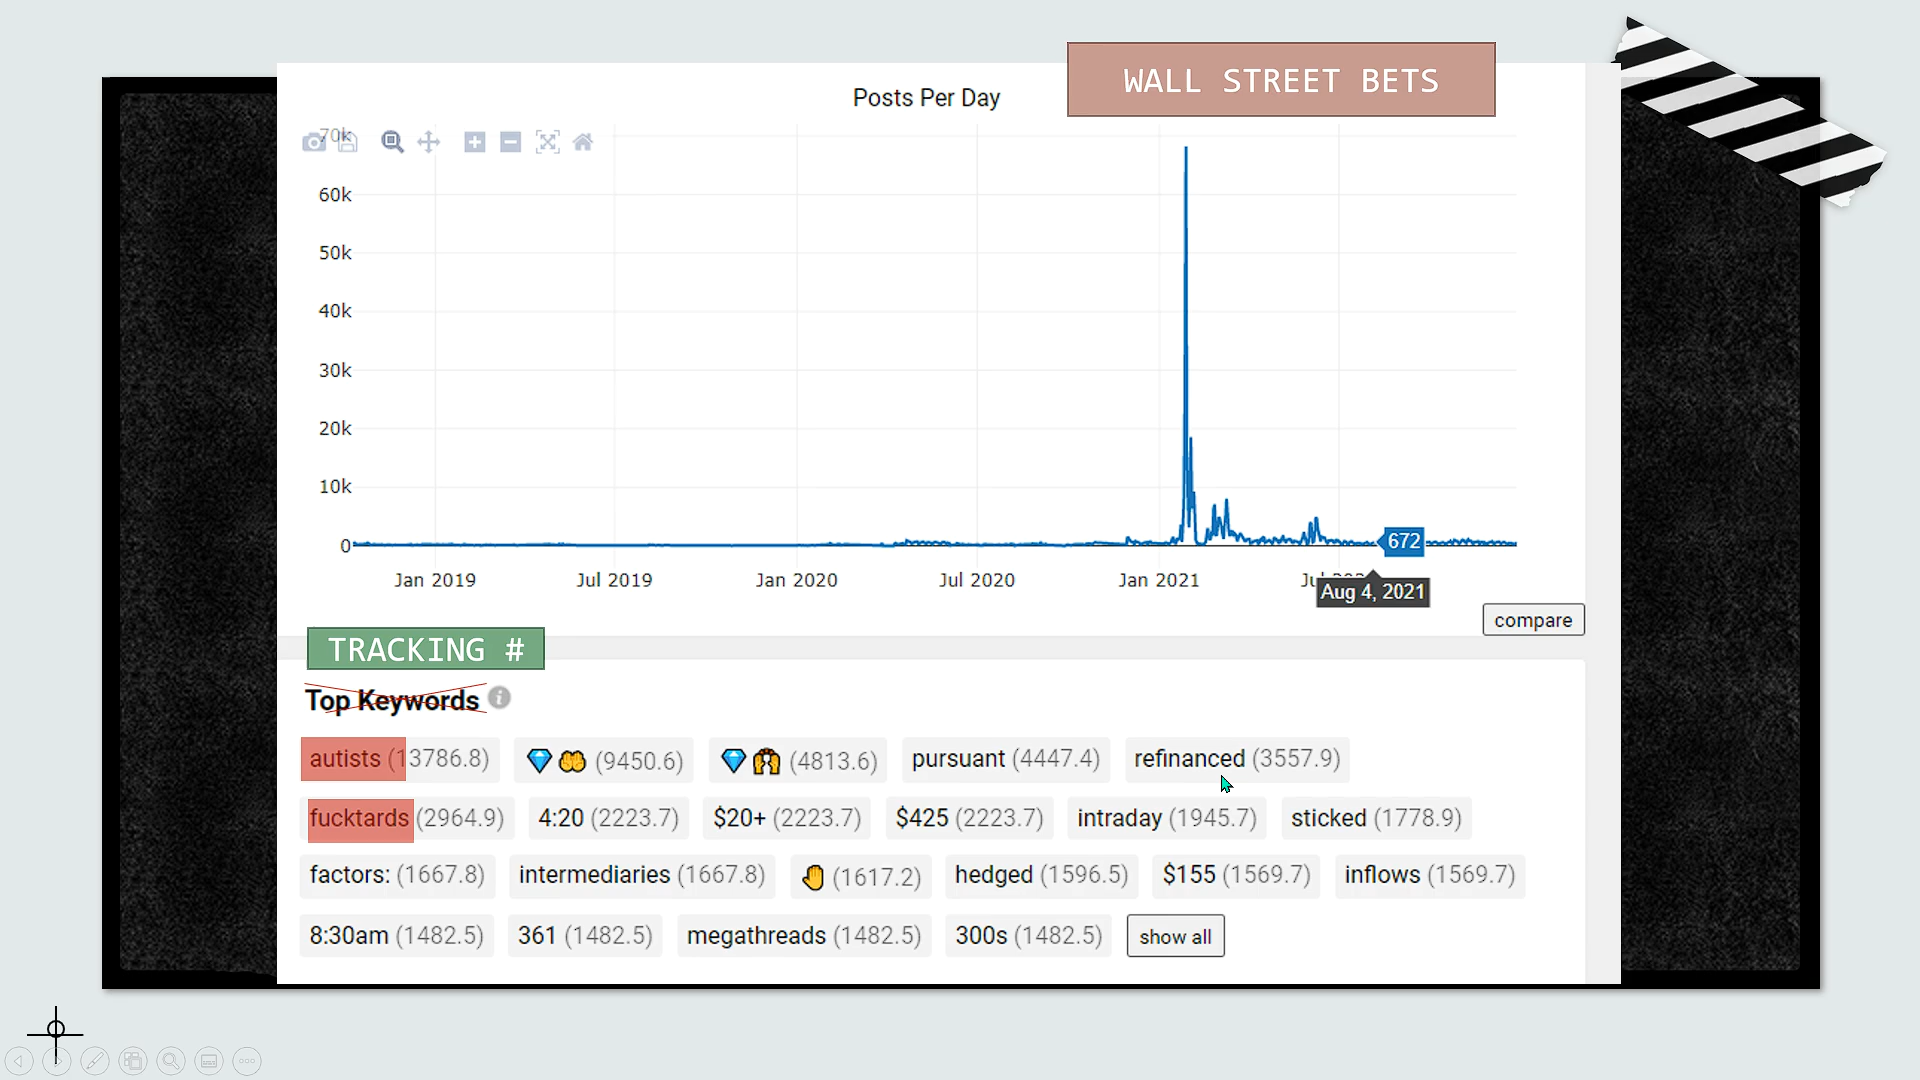 WALL STREET BETS
Posts Per Day
70k
60k
50k
40k
30k
20k
10k
0
672
Jan 2019 Jul 2019 Jan 2020 Jul 2020 Jan 2021
Aug 4, 2021
compare
TRACKING #
Top Keywords
autists (13786.8) 💎🤲 (9450.6) 💎🙌 (4813.6) pursuant (4447.4) refinanced (3557.9)
fucktards (2964.9) 4:20 (2223.7) $20+ (2223.7) $425 (2223.7) intraday (1945.7) sticked (1778.9)
factors: (1667.8) intermediaries (1667.8) 🤚 (1617.2) hedged (1596.5) $155 (1569.7) inflows (1569.7)
8:30am (1482.5) 361 (1482.5) megathreads (1482.5) 300s (1482.5) show all